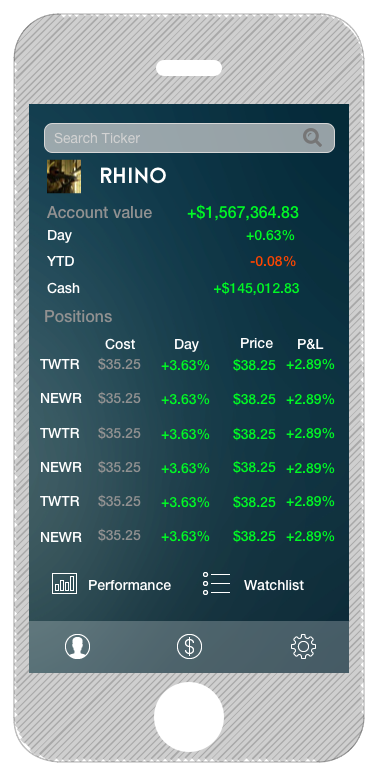 Search Ticker
RHINO
Account value +$1,567,364.83
Day +0.63%
YTD -0.08%
Cash +$145,012.83
Positions
Cost Day Price P&L
TWTR $35.25 +3.63% $38.25 +2.89%
NEWR $35.25 +3.63% $38.25 +2.89%
TWTR $35.25 +3.63% $38.25 +2.89%
NEWR $35.25 +3.63% $38.25 +2.89%
TWTR $35.25 +3.63% $38.25 +2.89%
NEWR $35.25 +3.63% $38.25 +2.89%
Performance Watchlist
$